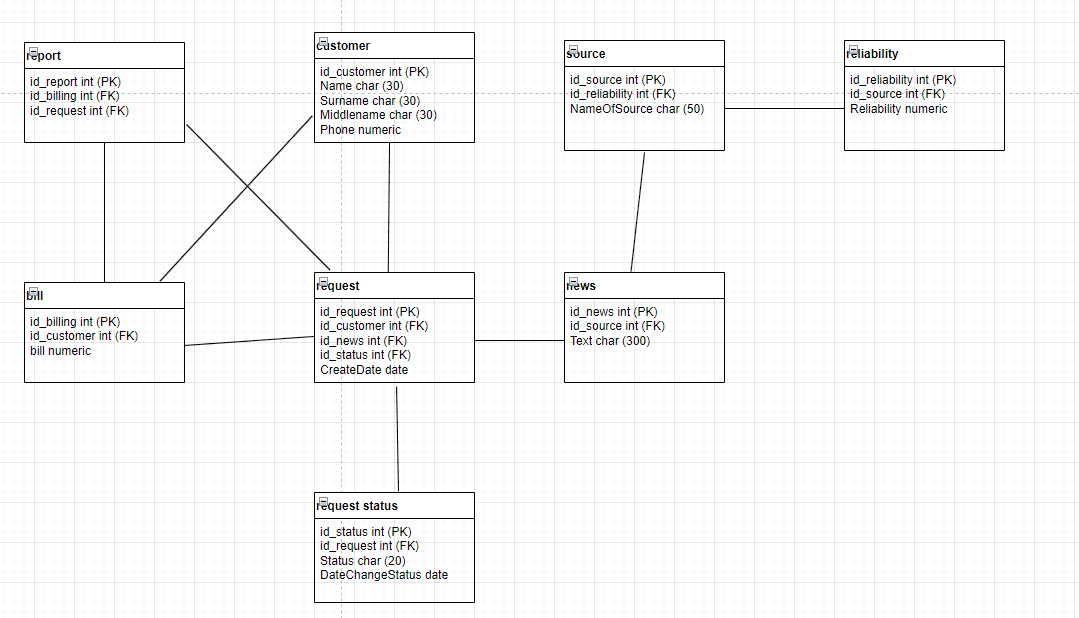 report
id_report int (PK)
id_billing int (FK)
id_request int (FK)
customer
id_customer int (PK)
Name char (30)
Surname char (30)
Middlename char (30)
Phone numeric
source
id_source int (PK)
id_reliability int (FK)
NameOfSource char (50)
reliability
id_reliability int (PK)
id_source int (FK)
Reliability numeric
bill
id_billing int (PK)
id_customer int (FK)
bill numeric
request
id_request int (PK)
id_customer int (FK)
id_news int (FK)
id_status int (FK)
CreateDate date
news
id_news int (PK)
id_source int (FK)
Text char (300)
request status
id_status int (PK)
id_request int (FK)
Status char (20)
DateChangeStatus date